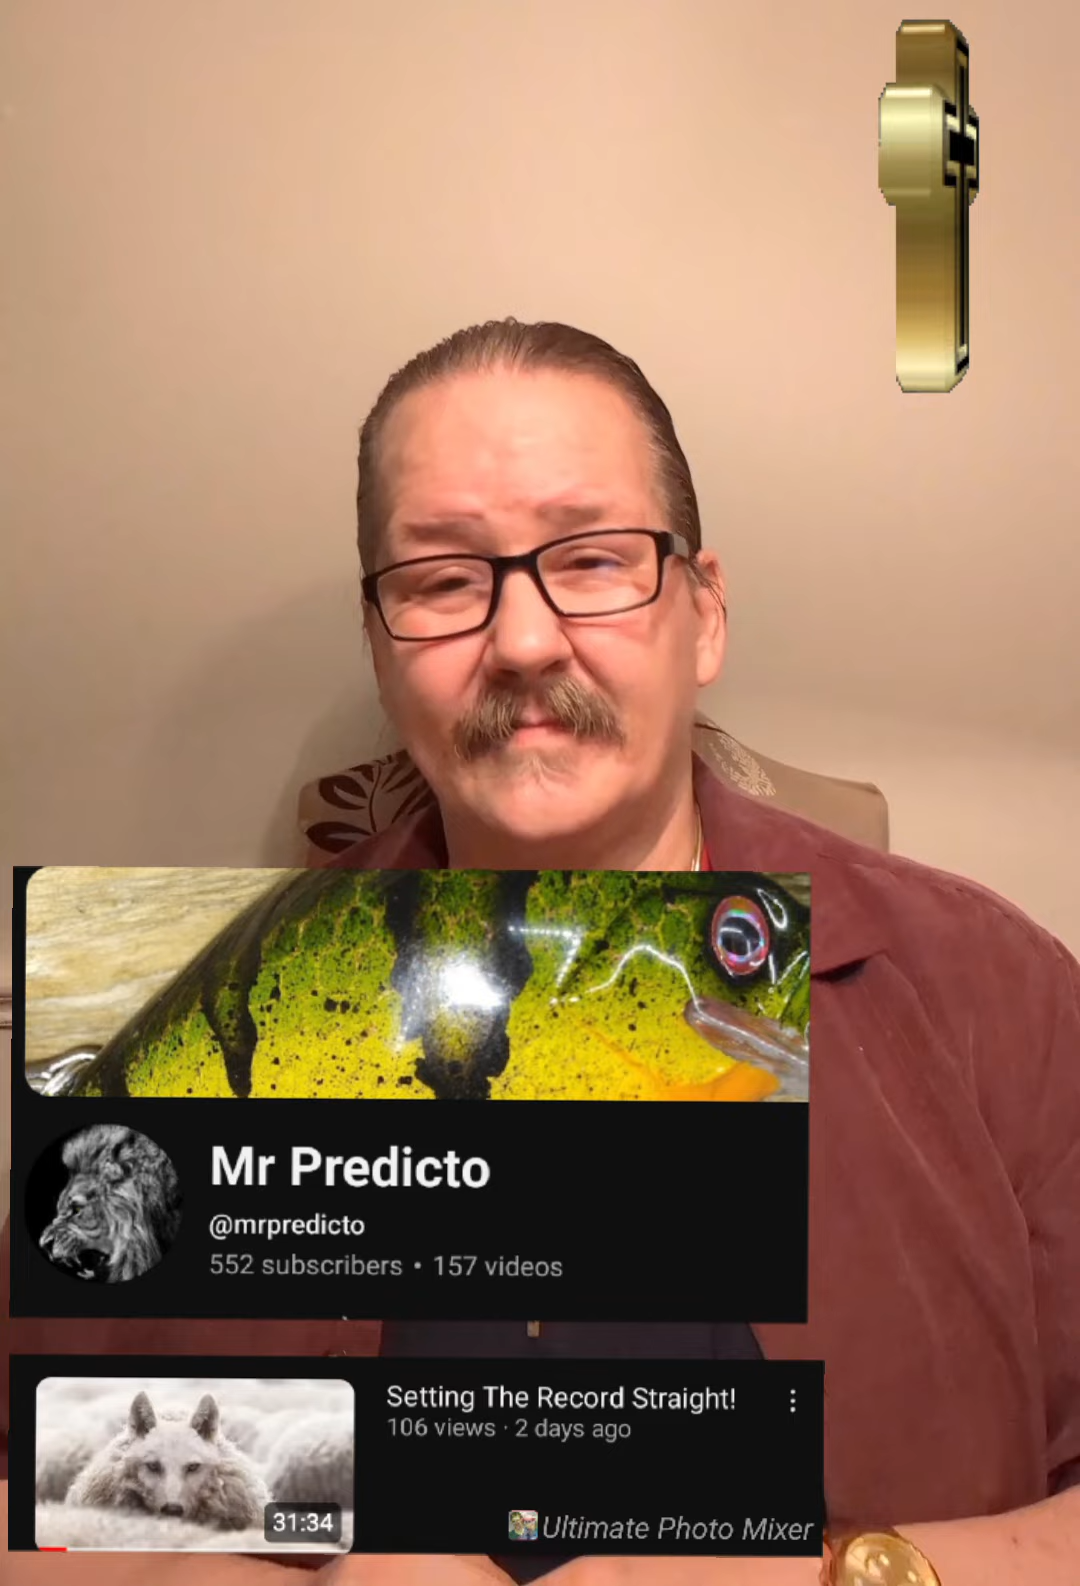 Mr Predicto
@mrpredicto
552 subscribers • 157 videos
Setting The Record Straight!
106 views · 2 days ago
31:34
Ultimate Photo Mixer